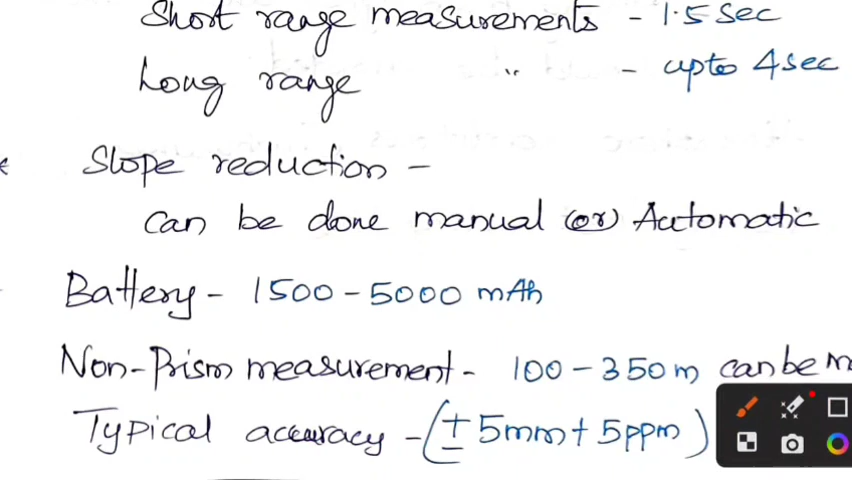 Short range measurements - 1.5 sec
Long range " - upto 4 sec
Slope reduction -
can be done manual (or) Automatic
Battery - 1500 - 5000 mAh
Non-Prism measurement - 100 - 350 m can be m
Typical accuracy - (± 5mm + 5ppm)